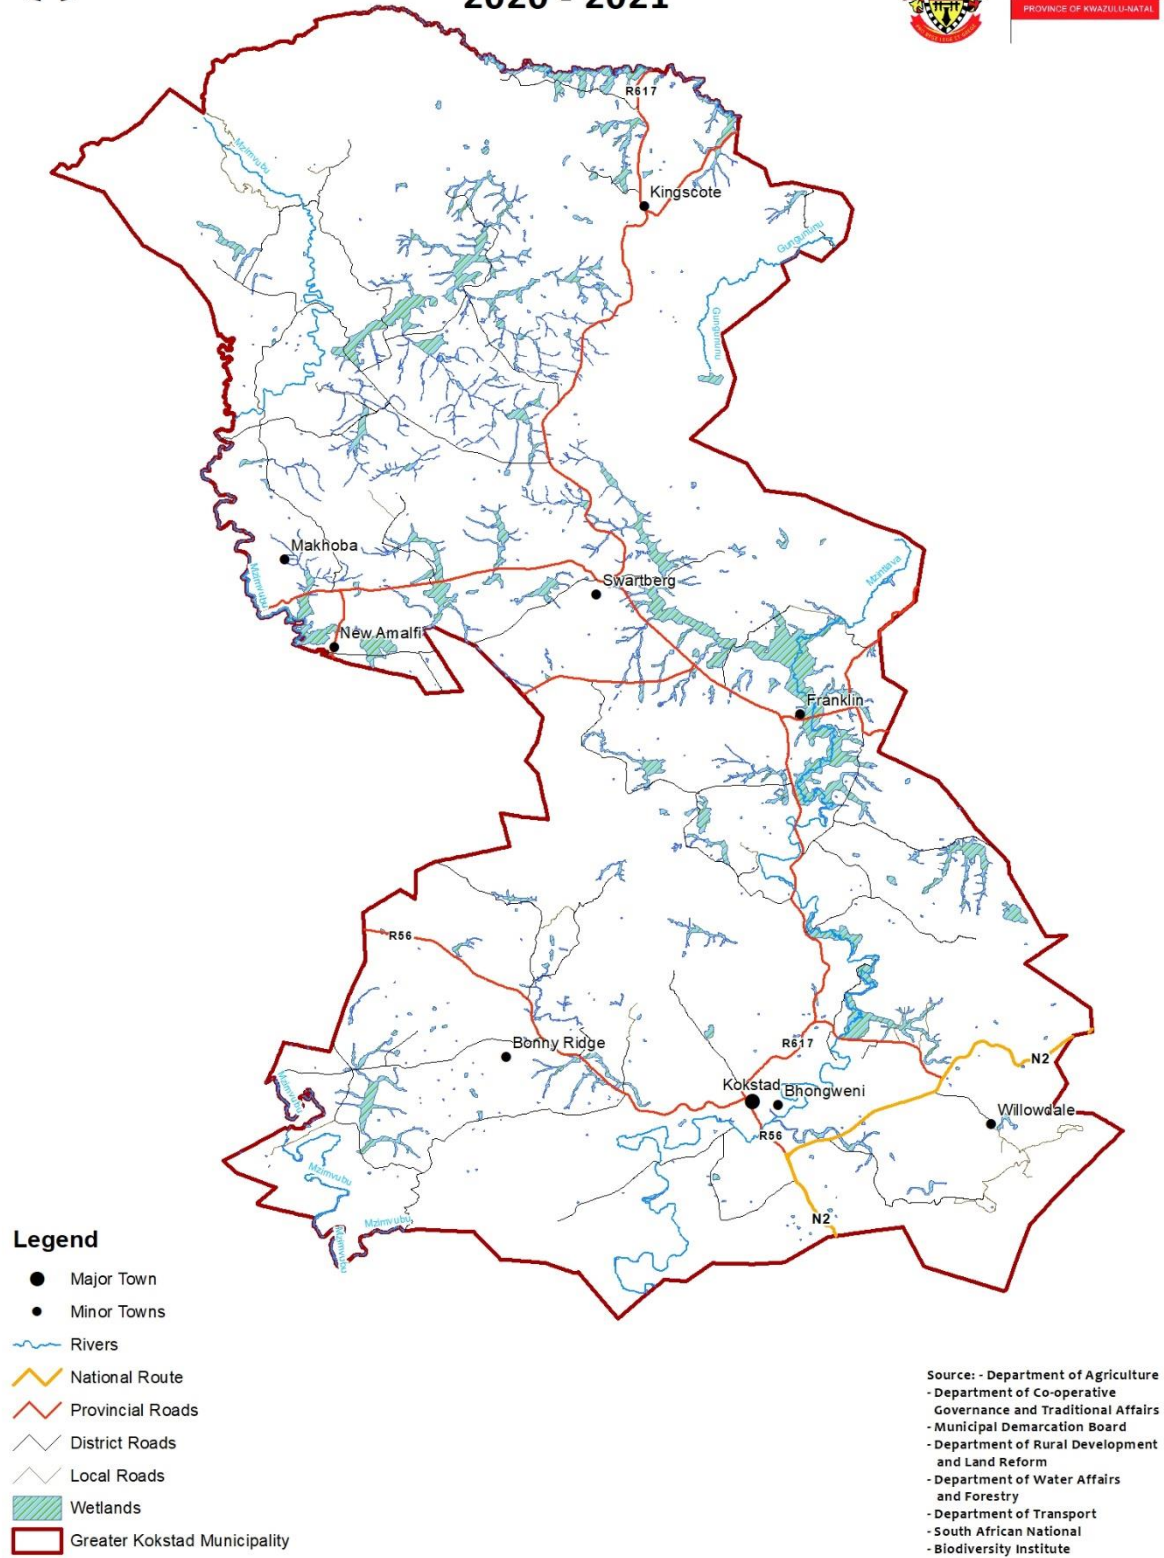 2020 - 2021
PROVINCE OF KWAZULU-NATAL
R617
Mzimvubu
Kingscote
Gungununu
Gungununu
Makhoba
Mzimvubu
Swartberg
Mzintlava
New Amalfi
Franklin
R56
R617
Bonny Ridge
N2
Kokstad
Bhongweni
Mzimvubu
Willowdale
R56
Mzimvubu
N2
Mzimvubu
Mzimvubu
Legend
Major Town
Minor Towns
Rivers
National Route
Provincial Roads
District Roads
Local Roads
Wetlands
Greater Kokstad Municipality
Source: - Department of Agriculture
- Department of Co-operative
Governance and Traditional Affairs
- Municipal Demarcation Board
- Department of Rural Development
and Land Reform
- Department of Water Affairs
and Forestry
- Department of Transport
- South African National
- Biodiversity Institute